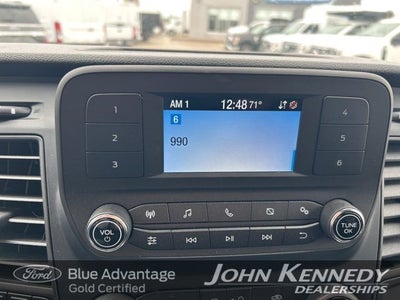 AM 1 12:48 71°
6
990
1
2
3
4
5
6
VOL
TUNE
OK
Ford
Blue Advantage
Gold Certified
JOHN KENNEDY
DEALERSHIPS